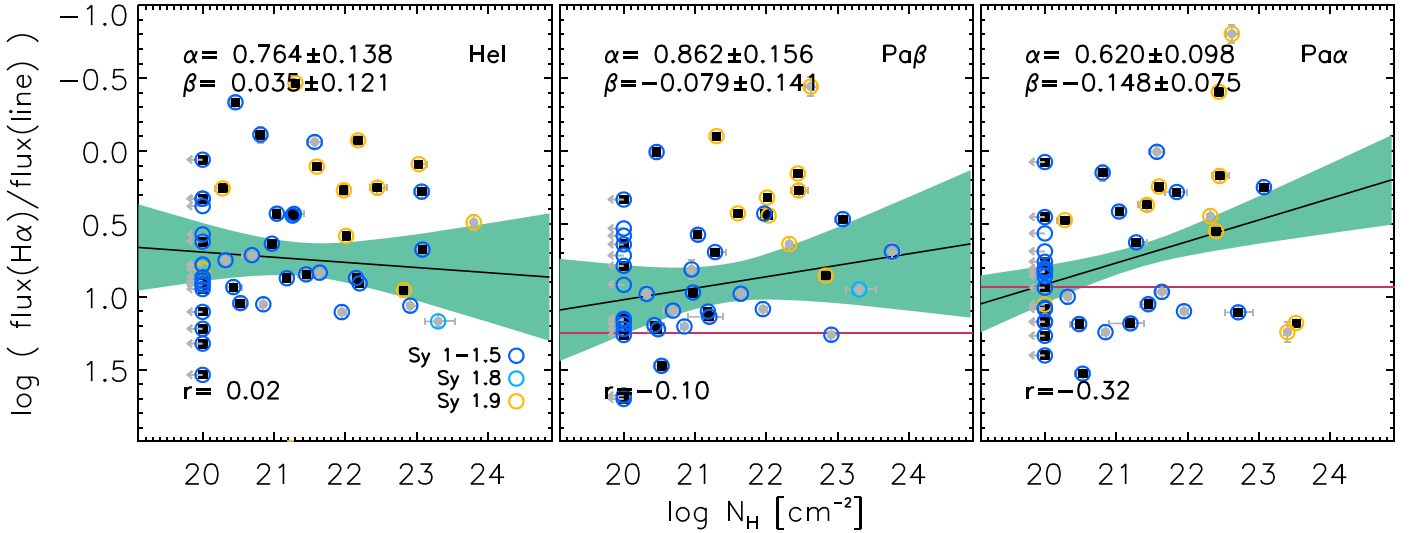 log ( flux(Hα)/flux(line) )
−1.0
−0.5
0.0
0.5
1.0
1.5
α= 0.764±0.138 HeI
β= 0.035±0.121
Sy 1−1.5
Sy 1.8
Sy 1.9
r= 0.02
20 21 22 23 24
α= 0.862±0.156 Paβ
β=−0.079±0.141
r=−0.10
20 21 22 23 24
α= 0.620±0.098 Paα
β=−0.148±0.075
r=−0.32
20 21 22 23 24
log N_H [cm⁻²]